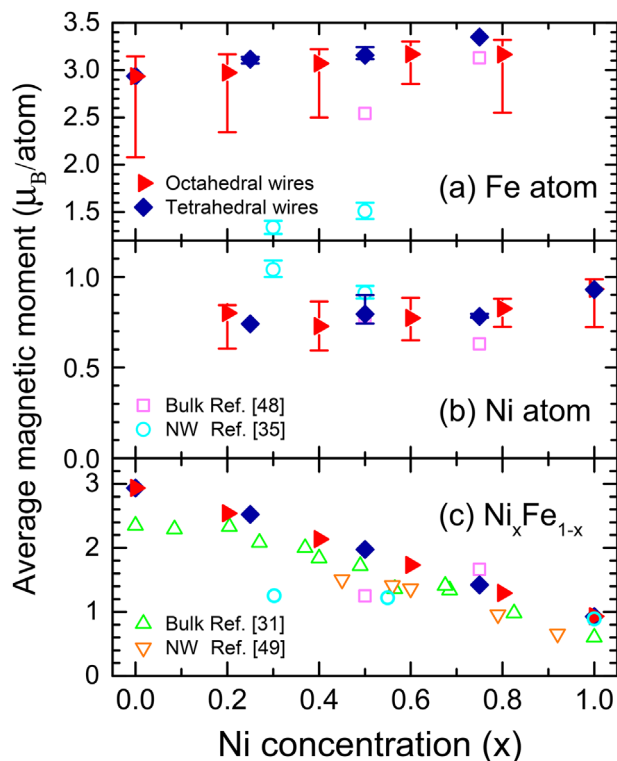 Average magnetic moment (μB/atom)
3.5
3.0
2.5
2.0
1.5
Octahedral wires
Tetrahedral wires
(a) Fe atom
1.0
0.5
0.0
Bulk Ref. [48]
NW Ref. [35]
(b) Ni atom
3
2
1
0
(c) NixFe1-x
Bulk Ref. [31]
NW Ref. [49]
0.0 0.2 0.4 0.6 0.8 1.0
Ni concentration (x)